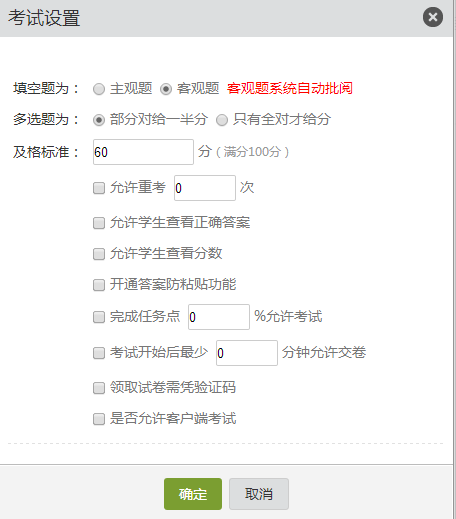 考试设置
填空题为： 主观题 客观题 客观题系统自动批阅
多选题为： 部分对给一半分 只有全对才给分
及格标准： 60 分（满分100分）
允许重考 0 次
允许学生查看正确答案
允许学生查看分数
开通答案防粘贴功能
完成任务点 0 %允许考试
考试开始后最少 0 分钟允许交卷
领取试卷需凭验证码
是否允许客户端考试
确定 取消